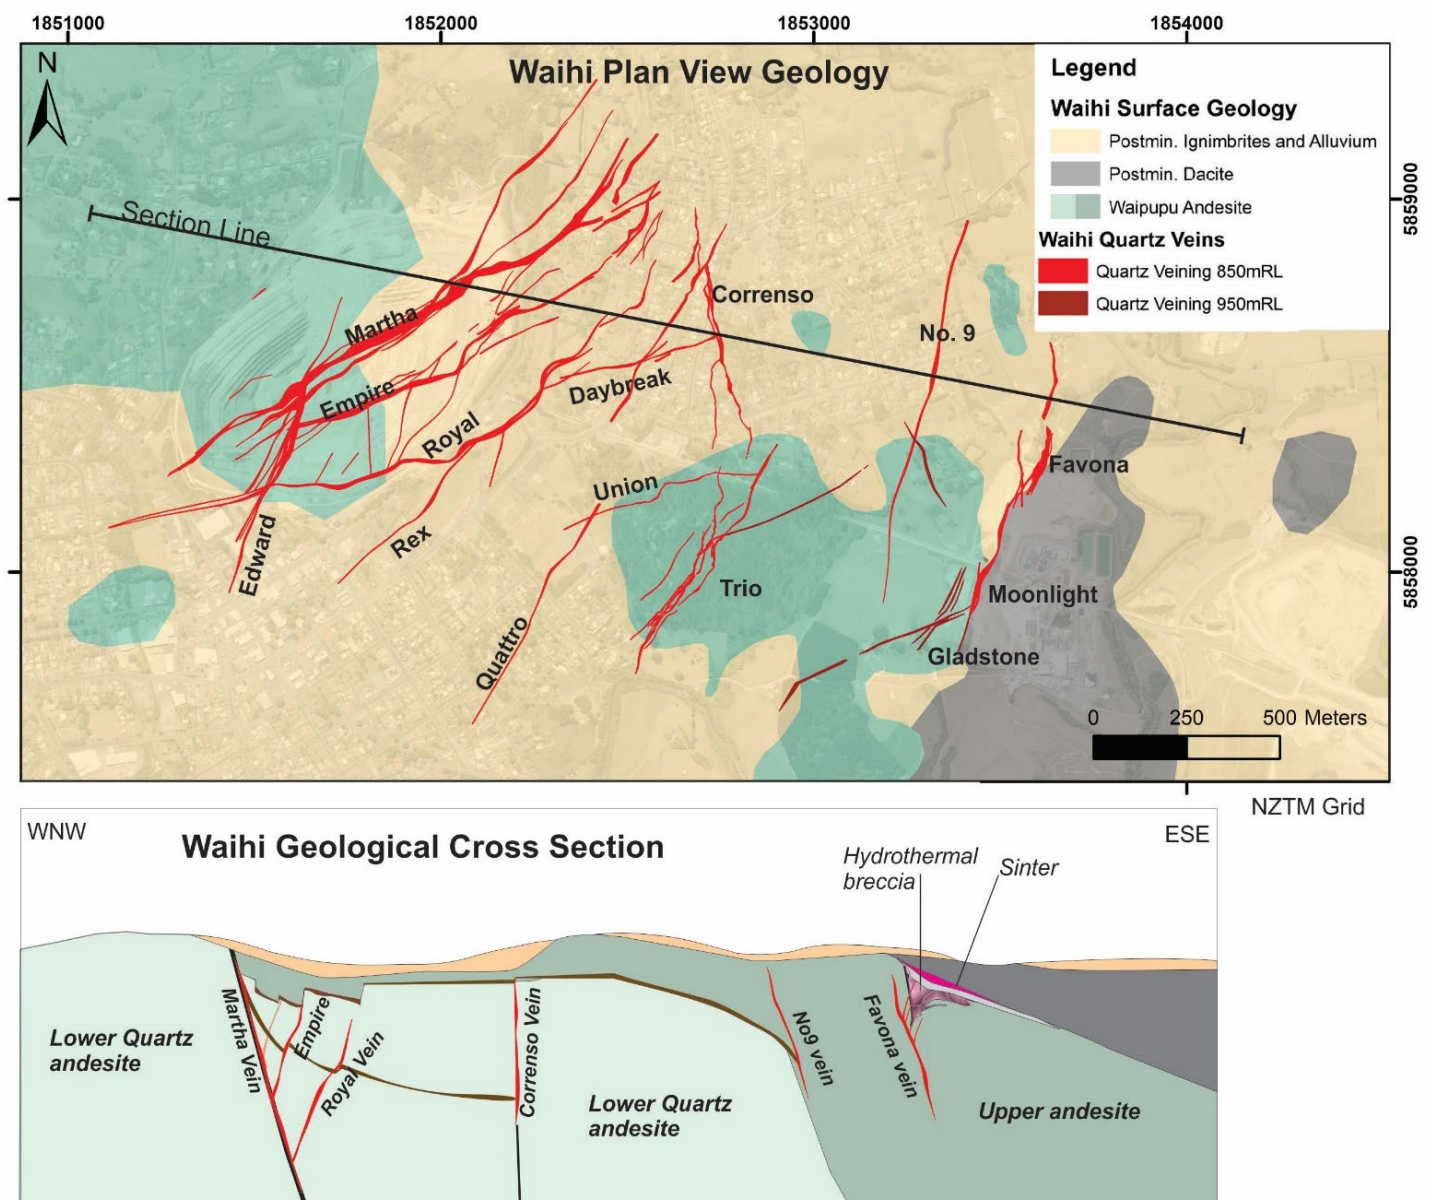 1851000
1852000
1853000
1854000
N
Waihi Plan View Geology
Legend
Waihi Surface Geology
Postmin. Ignimbrites and Alluvium
Postmin. Dacite
Waipupu Andesite
Waihi Quartz Veins
Quartz Veining 850mRL
Quartz Veining 950mRL
5859000
Section Line
Martha
Correnso
No. 9
Empire
Daybreak
Royal
Favona
Union
Rex
Edward
5858000
Trio
Moonlight
Quattro
Gladstone
0 250 500 Meters
NZTM Grid
WNW
ESE
Waihi Geological Cross Section
Hydrothermal
breccia
Sinter
Lower Quartz
andesite
Martha Vein
Empire
Royal Vein
Correnso Vein
Lower Quartz
andesite
No9 vein
Favona vein
Upper andesite